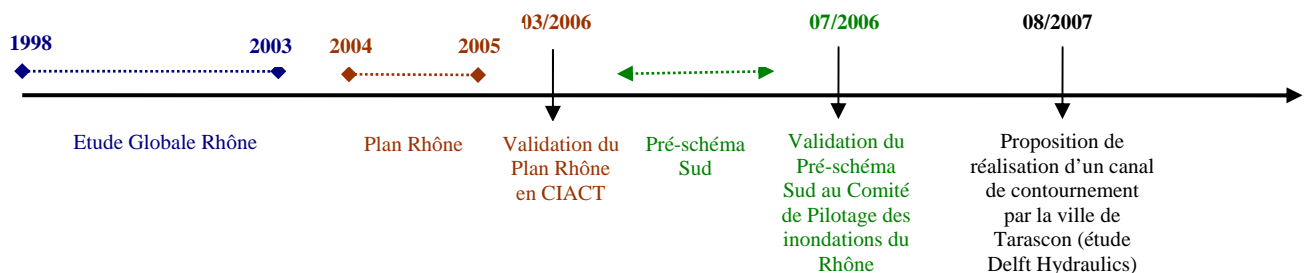 1998
2003
2004
2005
03/2006
07/2006
08/2007
Etude Globale Rhône
Plan Rhône
Validation du
Plan Rhône
en CIACT
Pré-schéma
Sud
Validation du
Pré-schéma
Sud au Comité
de Pilotage des
inondations du
Rhône
Proposition de
réalisation d'un canal
de contournement
par la ville de
Tarascon (étude
Delft Hydraulics)